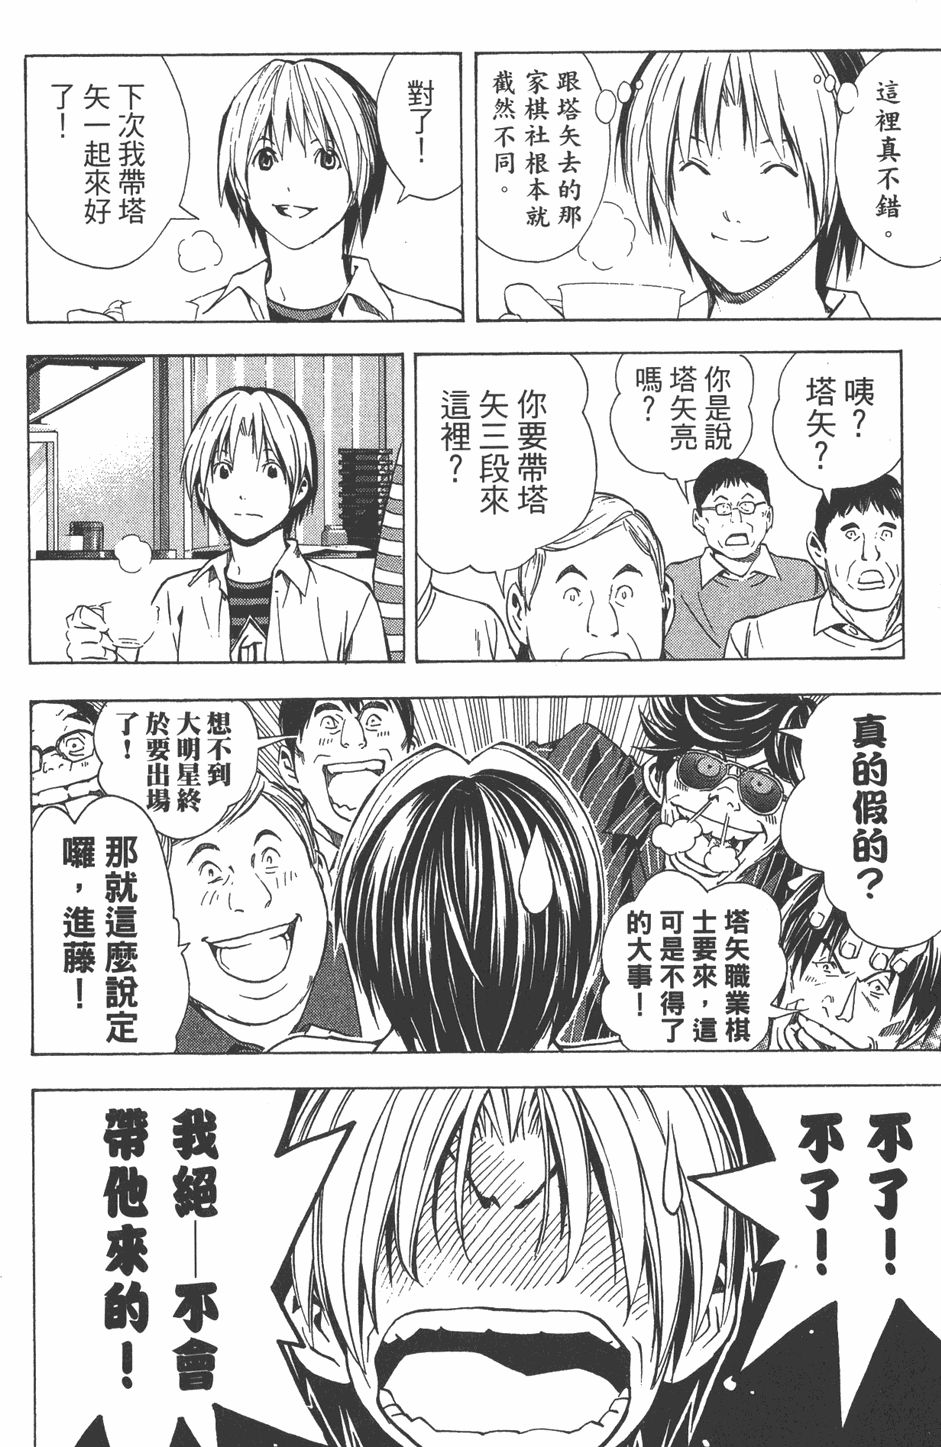 這裡真不錯。
跟塔矢去的那
家棋社根本就
截然不同。
對了！
下次我帶塔
矢一起來好
了！
咦？
塔矢？
你是說
塔矢亮
嗎？
你要帶塔
矢三段來
這裡？
真的假的？
塔矢職業棋
士要來，這
可是不得了
的大事！
想不到
大明星終
於要出場
了！
那就這麼說定
囉，進藤！
不了！
不了！
我絕——不會
帶他來的！